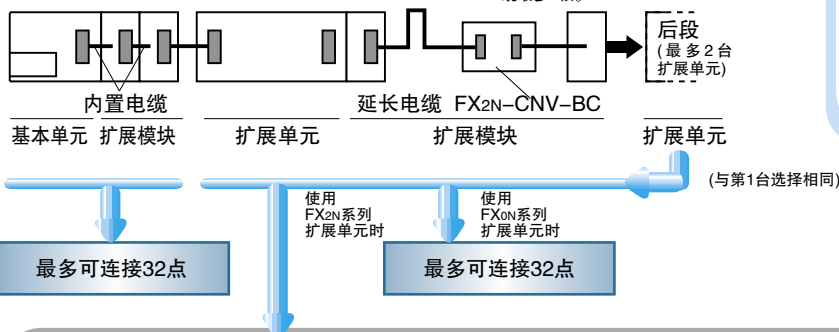 后段
(最多2台
扩展单元)
内置电缆
延长电缆 FX2N-CNV-BC
基本单元 扩展模块 扩展单元 扩展模块 扩展单元
(与第1台选择相同)
使用
FX2N系列
扩展单元时
使用
FX0N系列
扩展单元时
最多可连接32点
最多可连接32点